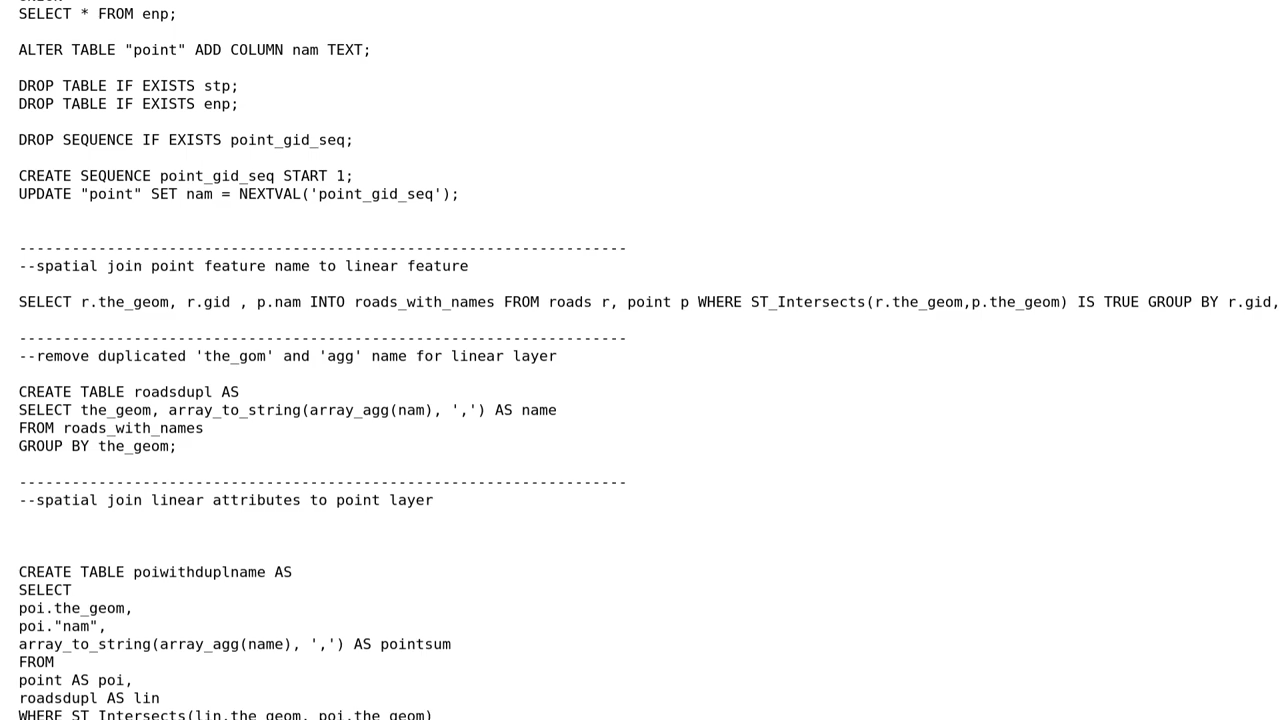 SELECT * FROM enp;
ALTER TABLE "point" ADD COLUMN nam TEXT;
DROP TABLE IF EXISTS stp;
DROP TABLE IF EXISTS enp;
DROP SEQUENCE IF EXISTS point_gid_seq;
CREATE SEQUENCE point_gid_seq START 1;
UPDATE "point" SET nam = NEXTVAL('point_gid_seq');
---------------------------------------------------------------------
--spatial join point feature name to linear feature
SELECT r.the_geom, r.gid , p.nam INTO roads_with_names FROM roads r, point p WHERE ST_Intersects(r.the_geom,p.the_geom) IS TRUE GROUP BY r.gid,
---------------------------------------------------------------------
--remove duplicated 'the_gom' and 'agg' name for linear layer
CREATE TABLE roadsdupl AS
SELECT the_geom, array_to_string(array_agg(nam), ',') AS name
FROM roads_with_names
GROUP BY the_geom;
---------------------------------------------------------------------
--spatial join linear attributes to point layer
CREATE TABLE poiwithduplname AS
SELECT
poi.the_geom,
poi."nam",
array_to_string(array_agg(name), ',') AS pointsum
FROM
point AS poi,
roadsdupl AS lin
WHERE ST_Intersects(lin.the_geom, poi.the_geom)